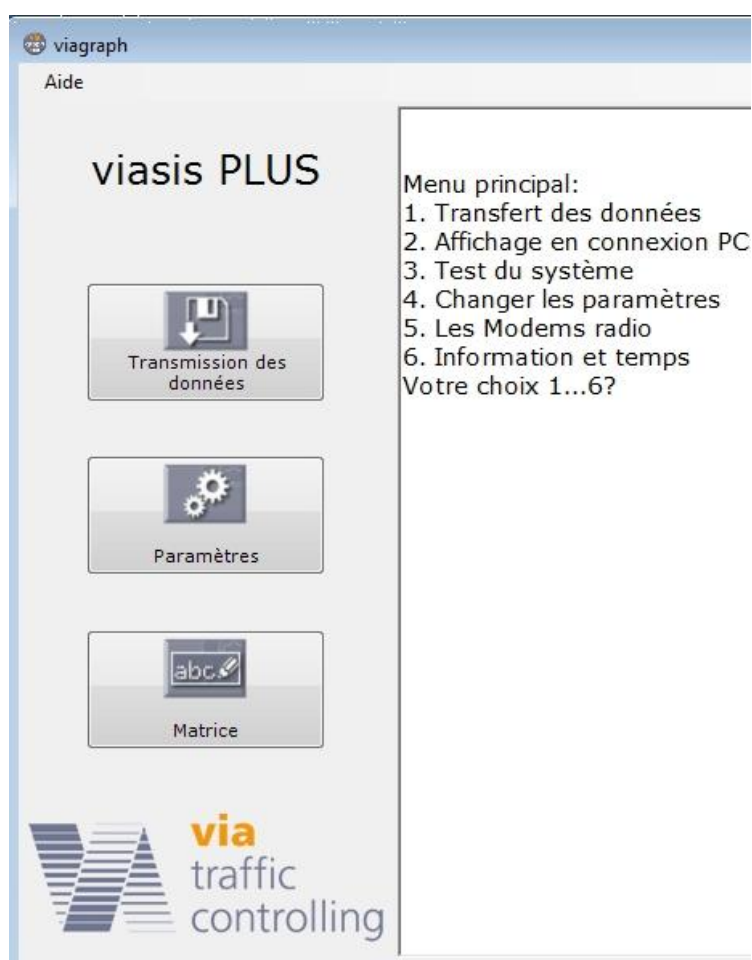 viagraph
Aide
viasis PLUS
Transmission des
données
Paramètres
abc
Matrice
via
traffic
controlling
Menu principal:
1. Transfert des données
2. Affichage en connexion PC
3. Test du système
4. Changer les paramètres
5. Les Modems radio
6. Information et temps
Votre choix 1...6?